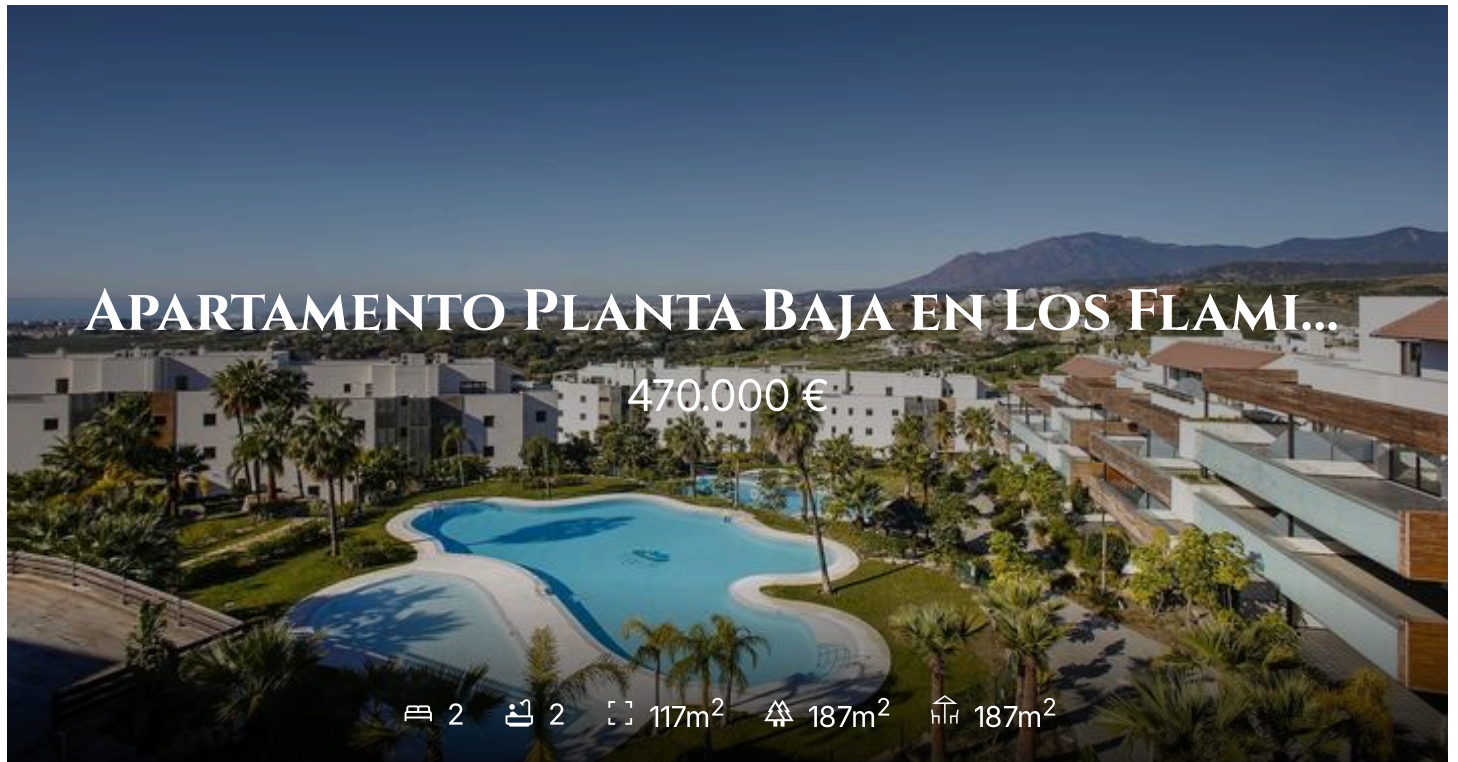 Apartamento Planta Baja en Los Flami...
470.000 €
2 2 117m² 187m² 187m²